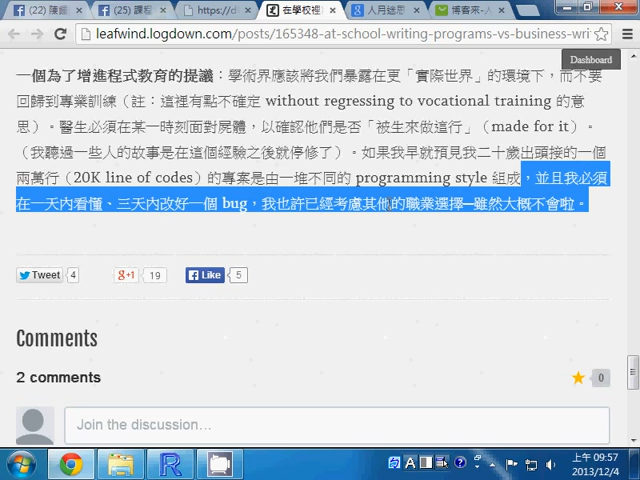 (22) 陳鍾
(25) 課程
https://d
在學校裡
人月迷思
博客來-人
leafwind.logdown.com/posts/165348-at-school-writing-programs-vs-business-wri
Dashboard
一個為了增進程式教育的提議：學術界應該將我們暴露在更「實際世界」的環境下，而不要
回歸到專業訓練（註：這裡有點不確定 without regressing to vocational training 的意
思）。醫生必須在某一時刻面對屍體，以確認他們是否「被生來做這行」（made for it）。
（我聽過一些人的故事是在這個經驗之後就停修了）。如果我早就預見我二十歲出頭接的一個
兩萬行（20K line of codes）的專案是由一堆不同的 programming style 組成，並且我必須
在一天內看懂、三天內改好一個 bug，我也許已經考慮其他的職業選擇─雖然大概不會啦。
Tweet 4 g+1 19 Like 5
Comments
2 comments
0
Join the discussion…
上午 09:57
2013/12/4